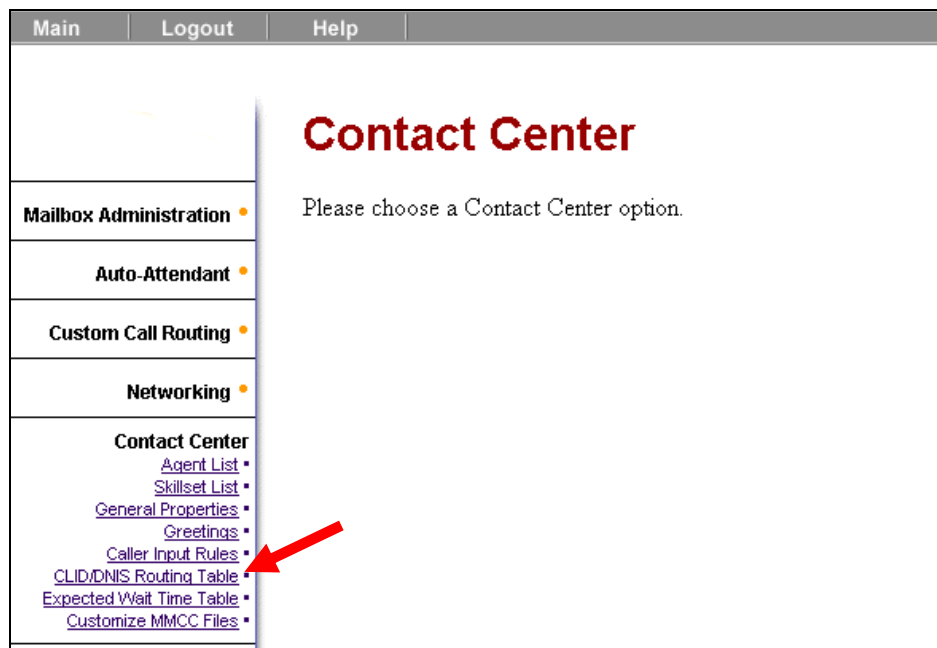 Main Logout Help
Contact Center
Please choose a Contact Center option.
Mailbox Administration
Auto-Attendant
Custom Call Routing
Networking
Contact Center
Agent List
Skillset List
General Properties
Greetings
Caller Input Rules
CLID/DNIS Routing Table
Expected Wait Time Table
Customize MMCC Files